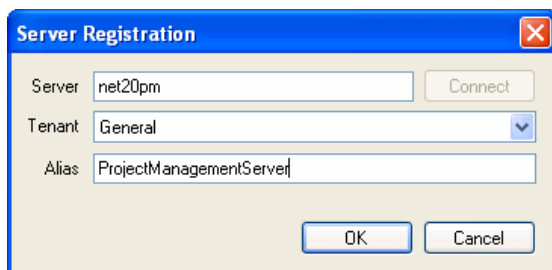 Server Registration
Server net20pm Connect
Tenant General
Alias ProjectManagementServer
OK Cancel